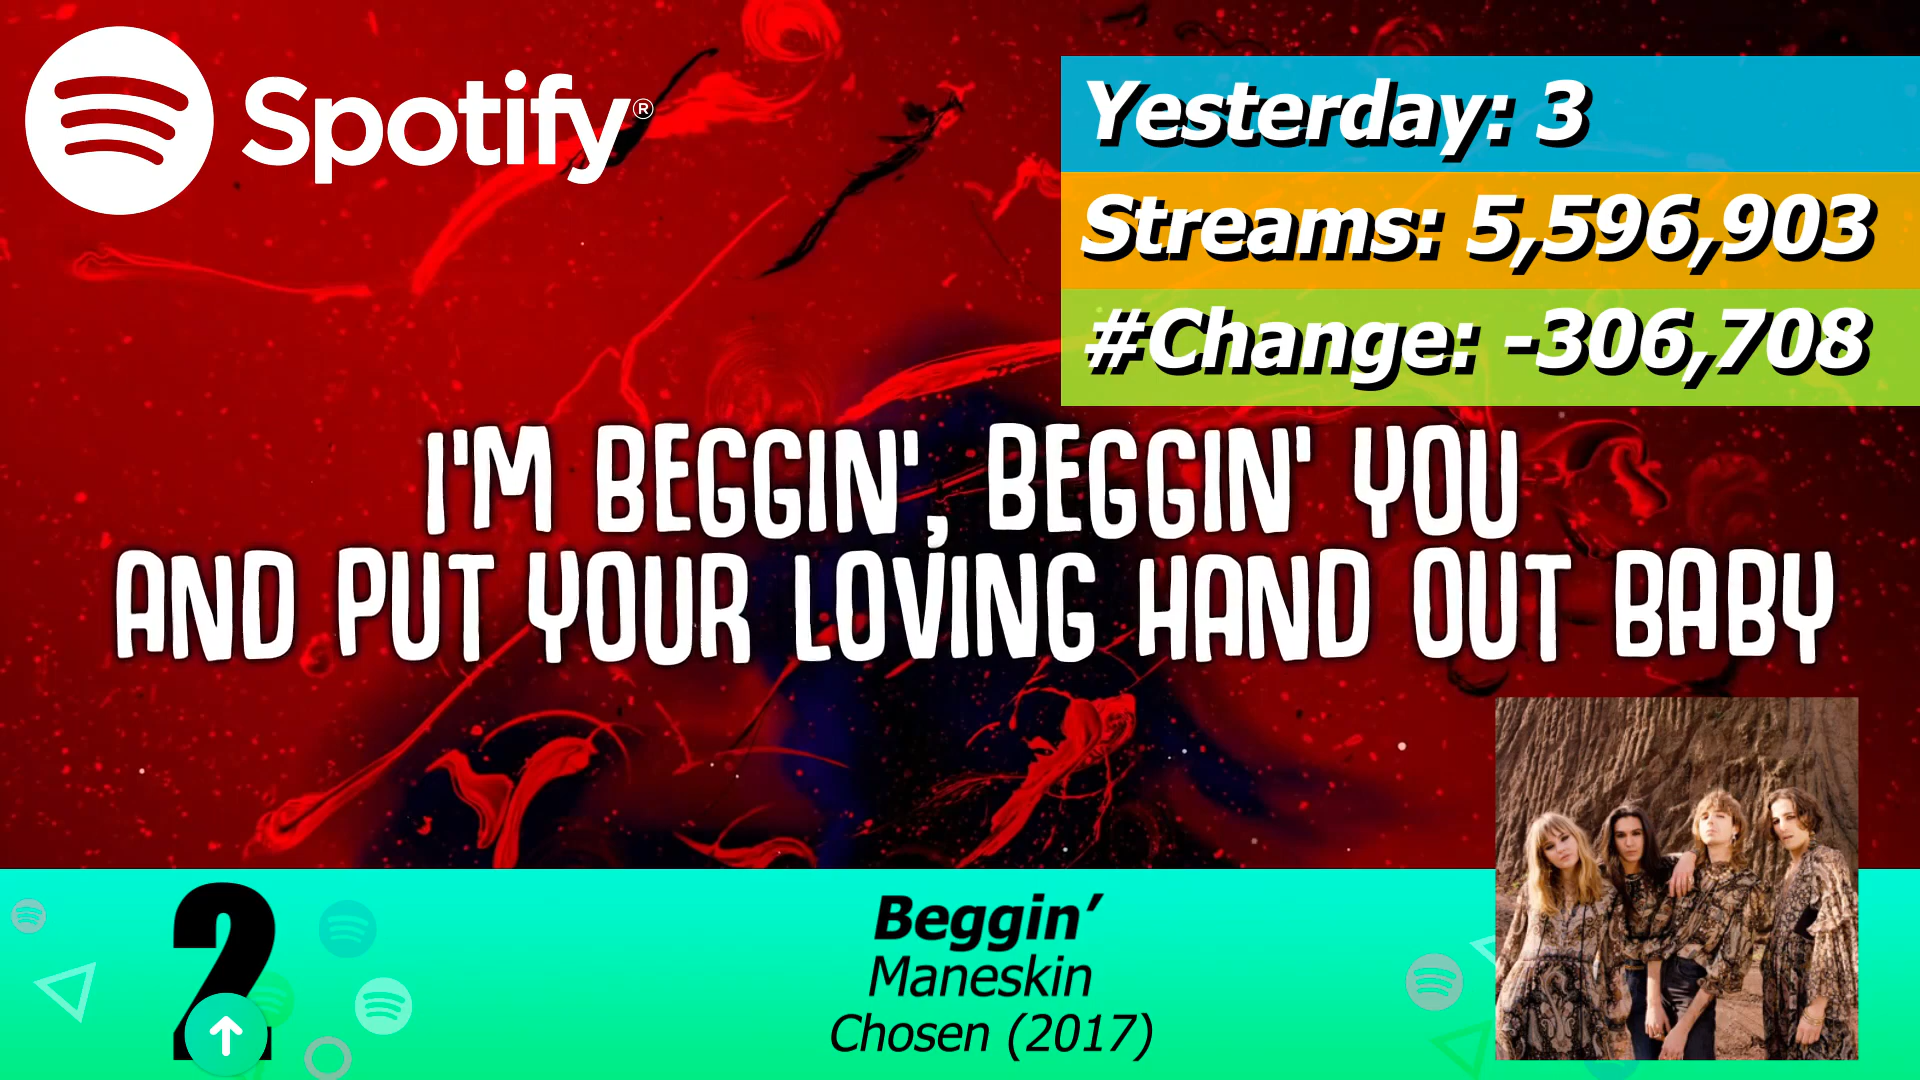 Spotify®
Yesterday: 3
Streams: 5,596,903
#Change: -306,708
I'M BEGGIN', BEGGIN' YOU
AND PUT YOUR LOVING HAND OUT BABY
2
Beggin’
Maneskin
Chosen (2017)